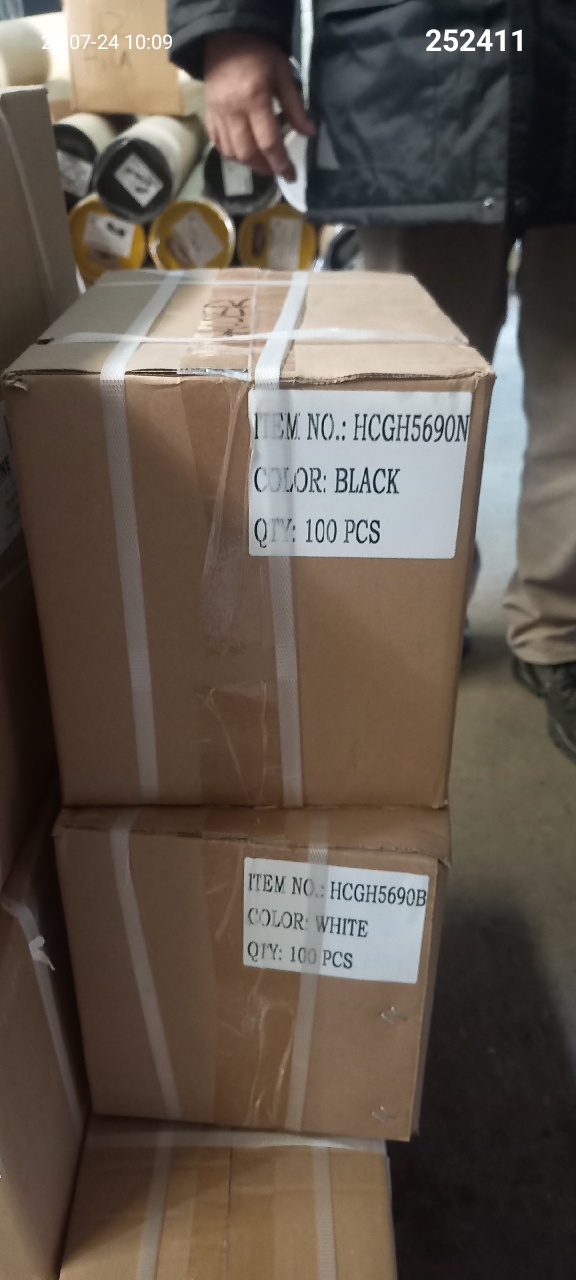 252411
ITEM NO.: HCGH5690N
COLOR: BLACK
QTY: 100 PCS
ITEM NO.: HCGH5690B
COLOR: WHITE
QTY: 100 PCS